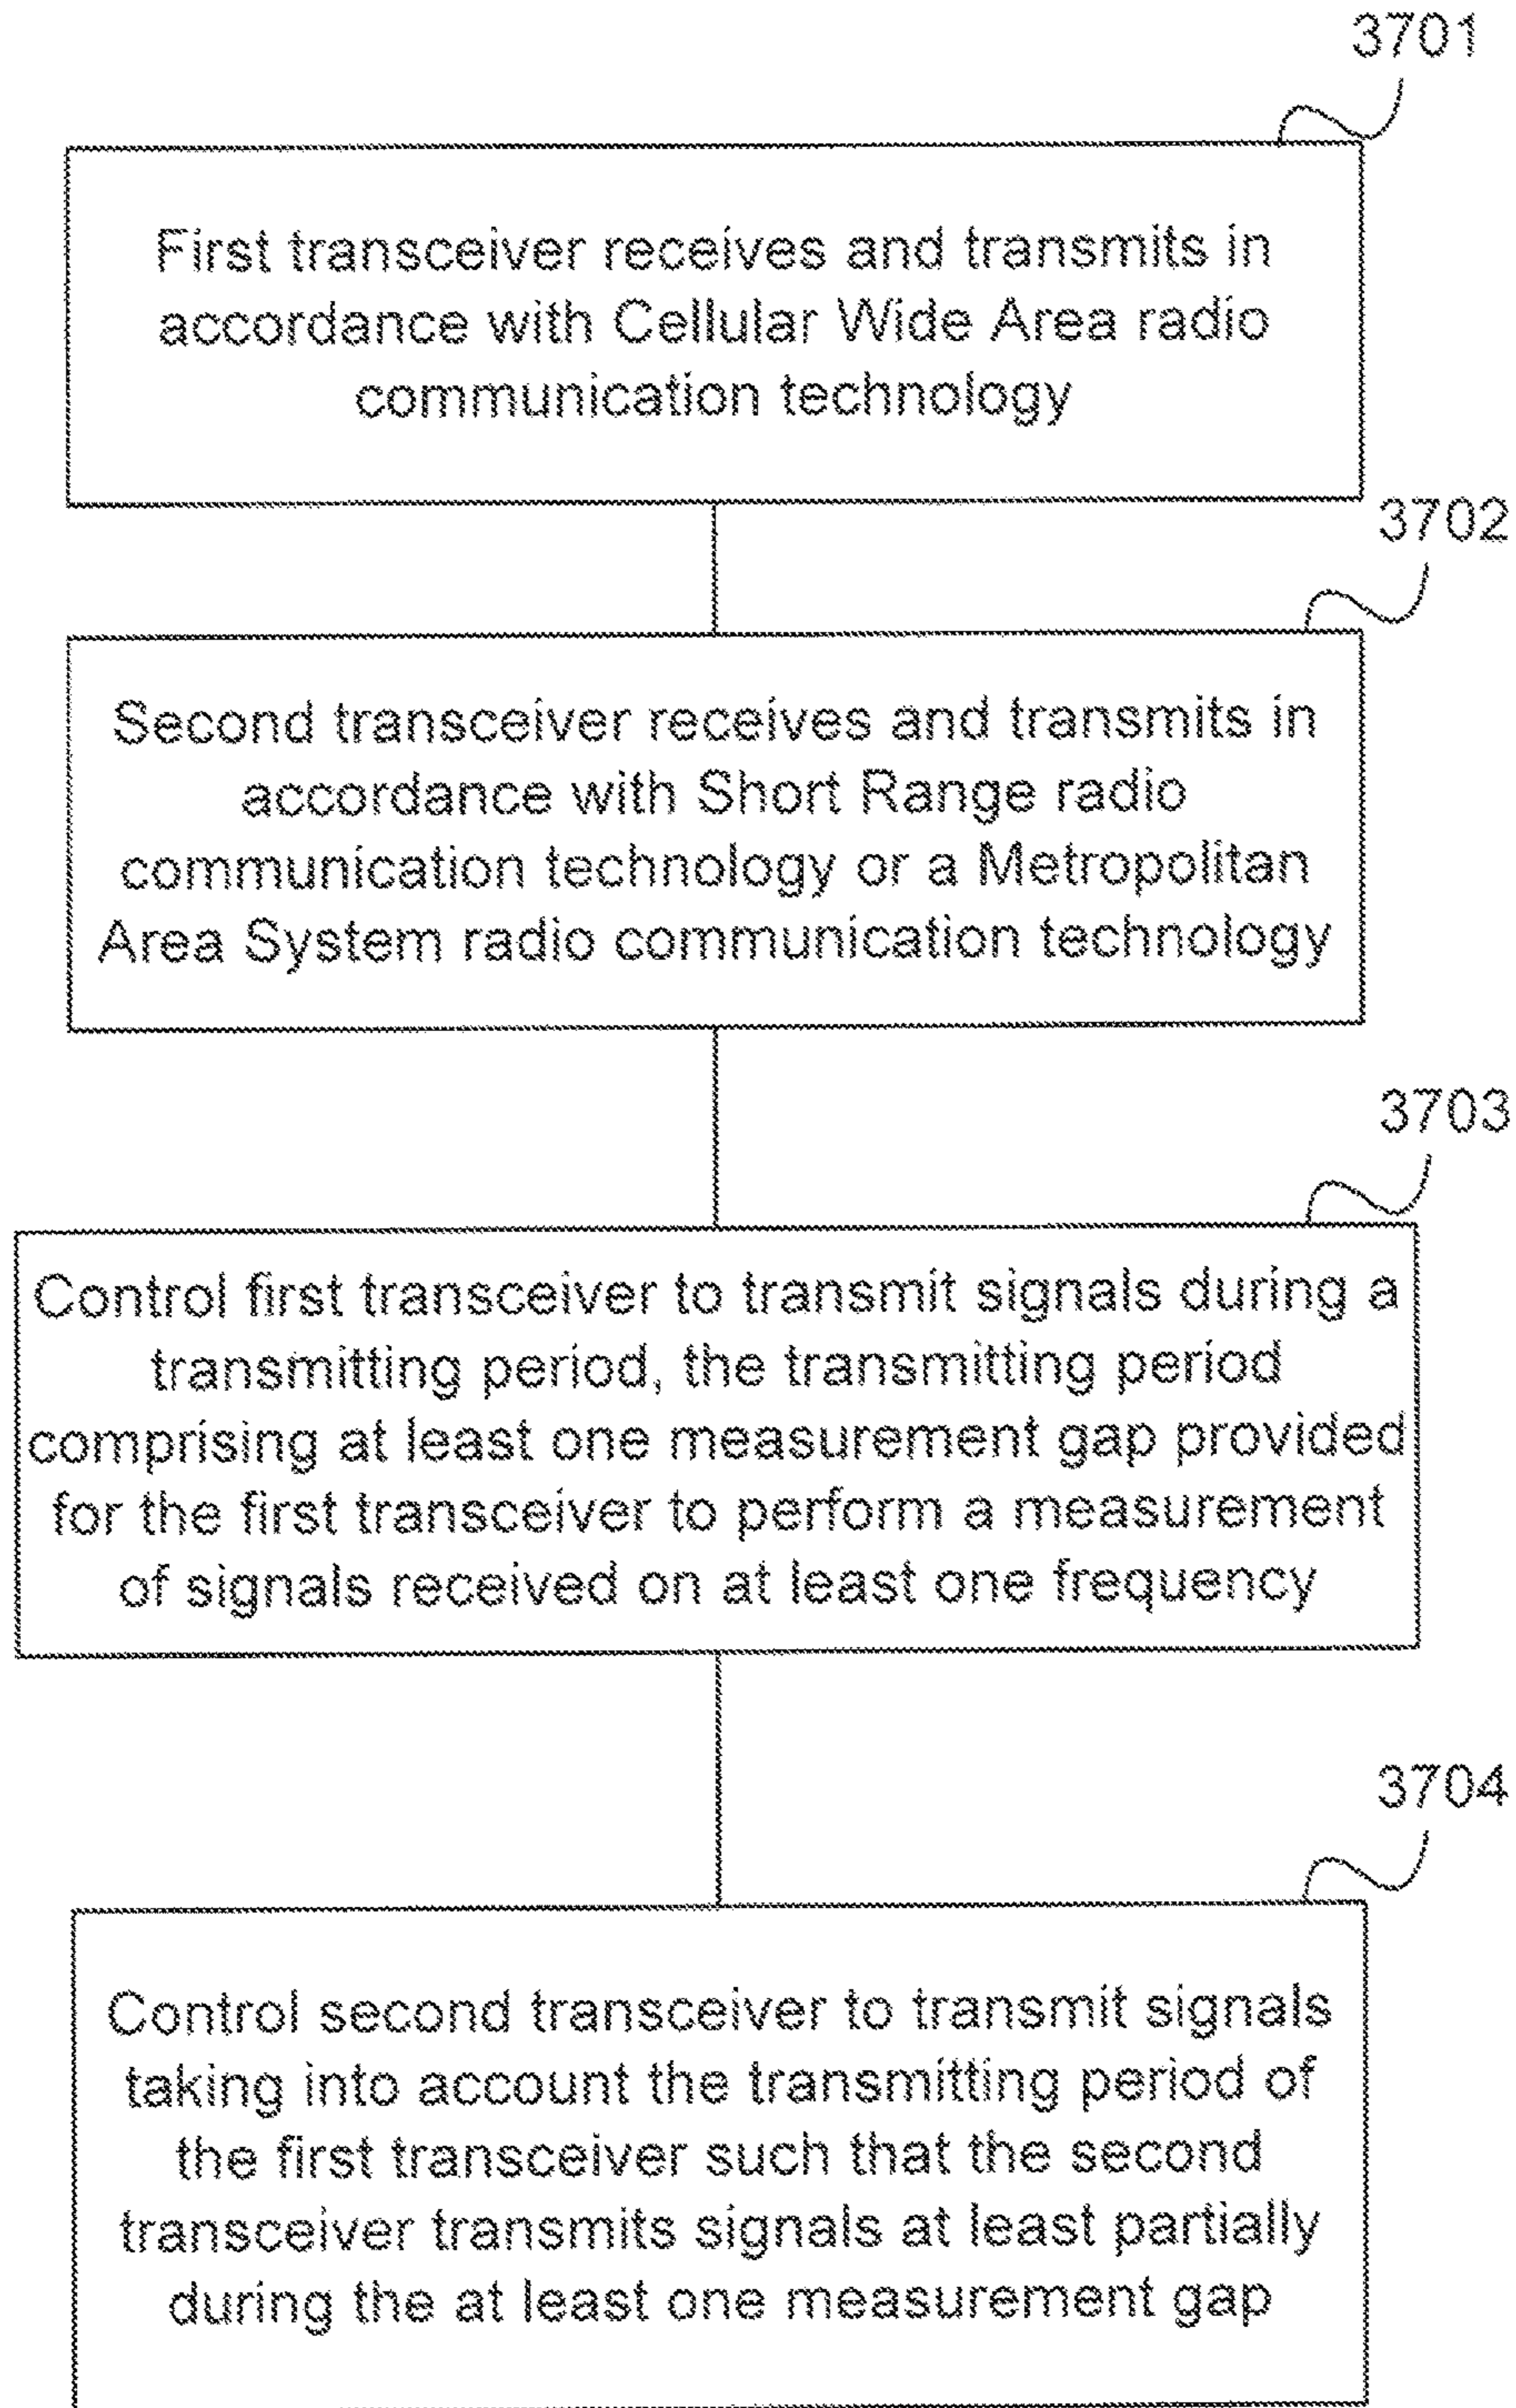 3701
First transceiver receives and transmits in
accordance with Cellular Wide Area radio
communication technology
3702
Second transceiver receives and transmits in
accordance with Short Range radio
communication technology or a Metropolitan
Area System radio communication technology
3703
Control first transceiver to transmit signals during a
transmitting period, the transmitting period
comprising at least one measurement gap provided
for the first transceiver to perform a measurement
of signals received on at least one frequency
3704
Control second transceiver to transmit signals
taking into account the transmitting period of
the first transceiver such that the second
transceiver transmits signals at least partially
during the at least one measurement gap